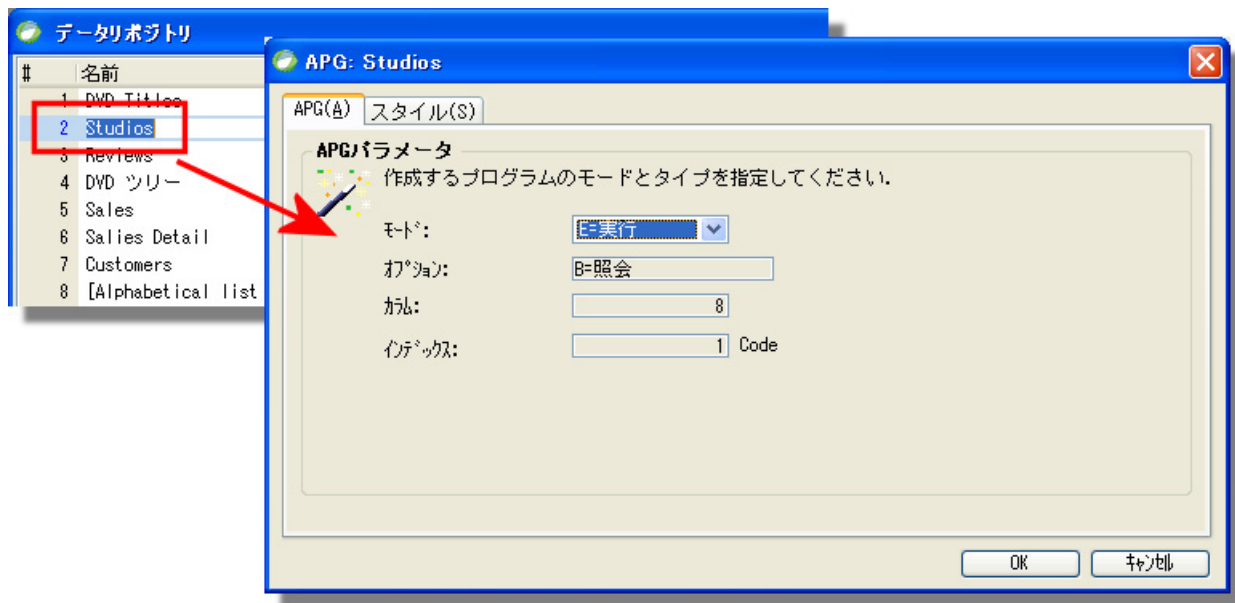 データリポジトリ
# 名前
1 DVD Titles
2 Studios
3 Reviews
4 DVD ツリー
5 Sales
6 Salies Detail
7 Customers
8 [Alphabetical list
APG: Studios
APG(A) スタイル(S)
APGパラメータ
作成するプログラムのモードとタイプを指定してください.
ﾓｰﾄﾞ: E=実行
ｵﾌﾟｼｮﾝ: B=照会
ｶﾗﾑ: 8
ｲﾝﾃﾞｯｸｽ: 1 Code
OK ｷｬﾝｾﾙ